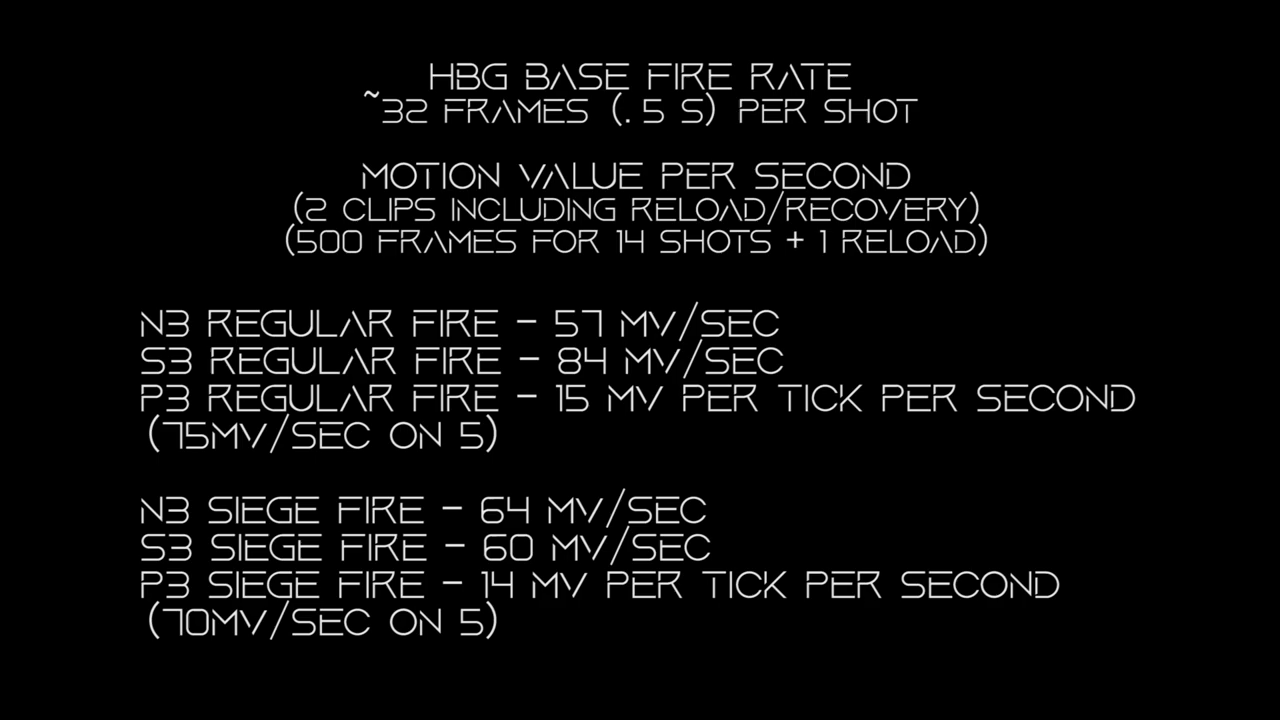 HBG BASE FIRE RATE
~32 FRAMES (.5 S) PER SHOT
MOTION VALUE PER SECOND
(2 CLIPS INCLUDING RELOAD/RECOVERY)
(500 FRAMES FOR 14 SHOTS + 1 RELOAD)
N3 REGULAR FIRE - 57 MV/SEC
S3 REGULAR FIRE - 84 MV/SEC
P3 REGULAR FIRE - 15 MV PER TICK PER SECOND
(75MV/SEC ON 5)
N3 SIEGE FIRE - 64 MV/SEC
S3 SIEGE FIRE - 60 MV/SEC
P3 SIEGE FIRE - 14 MV PER TICK PER SECOND
(70MV/SEC ON 5)